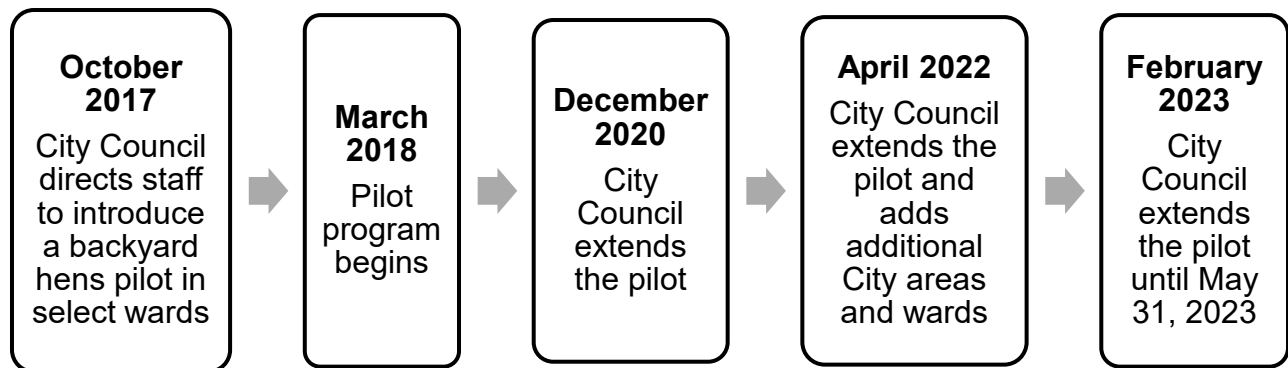 October
2017
City Council
directs staff
to introduce
a backyard
hens pilot in
select wards
March
2018
Pilot
program
begins
December
2020
City
Council
extends
the pilot
April 2022
City Council
extends the
pilot and
adds
additional
City areas
and wards
February
2023
City
Council
extends
the pilot
until May
31, 2023